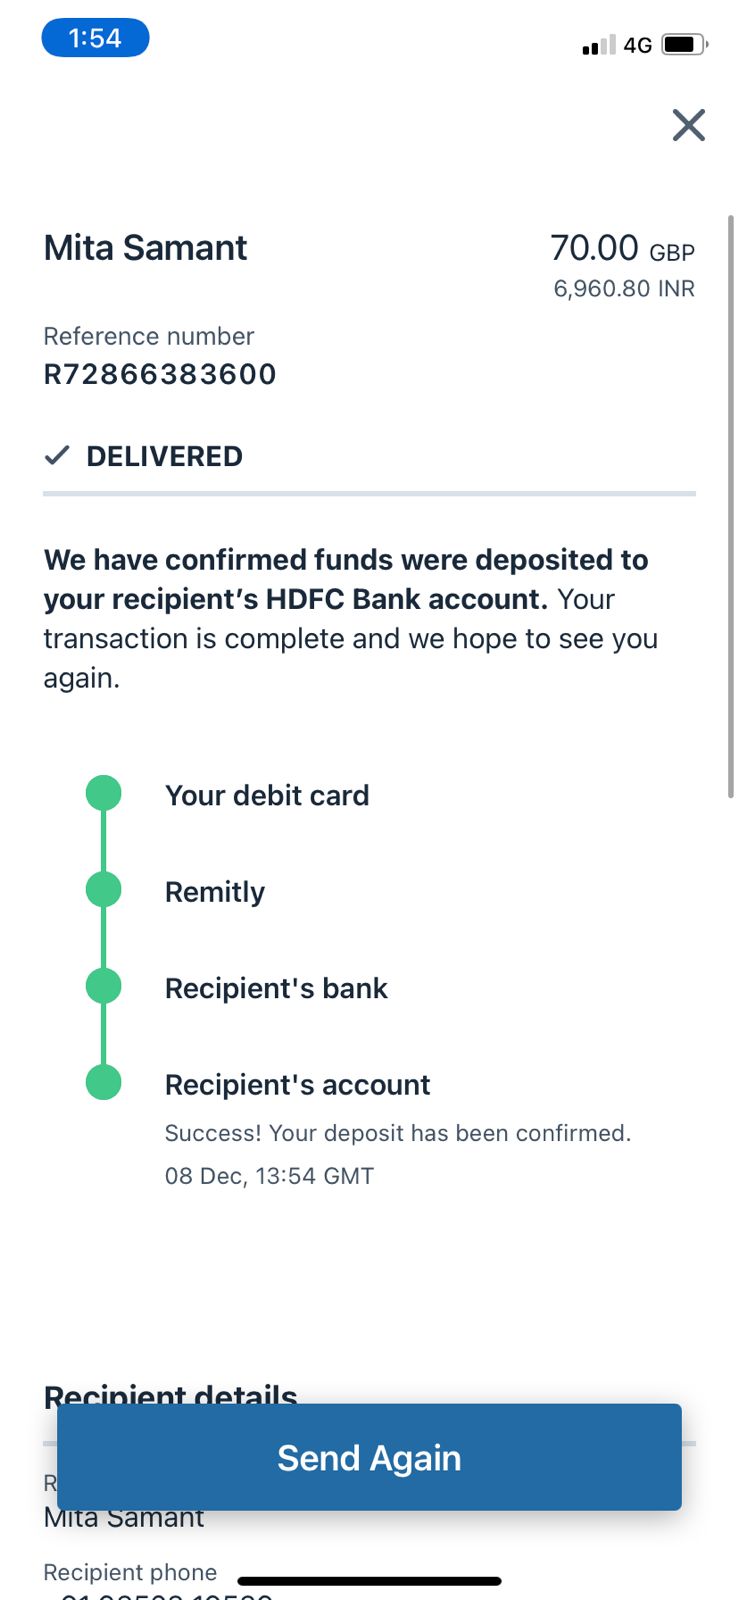 1:54
4G
Mita Samant
70.00 GBP
6,960.80 INR
Reference number
R72866383600
DELIVERED
We have confirmed funds were deposited to
your recipient's HDFC Bank account. Your
transaction is complete and we hope to see you
again.
Your debit card
Remitly
Recipient's bank
Recipient's account
Success! Your deposit has been confirmed.
08 Dec, 13:54 GMT
Recipient details
Send Again
Mita Samant
Recipient phone